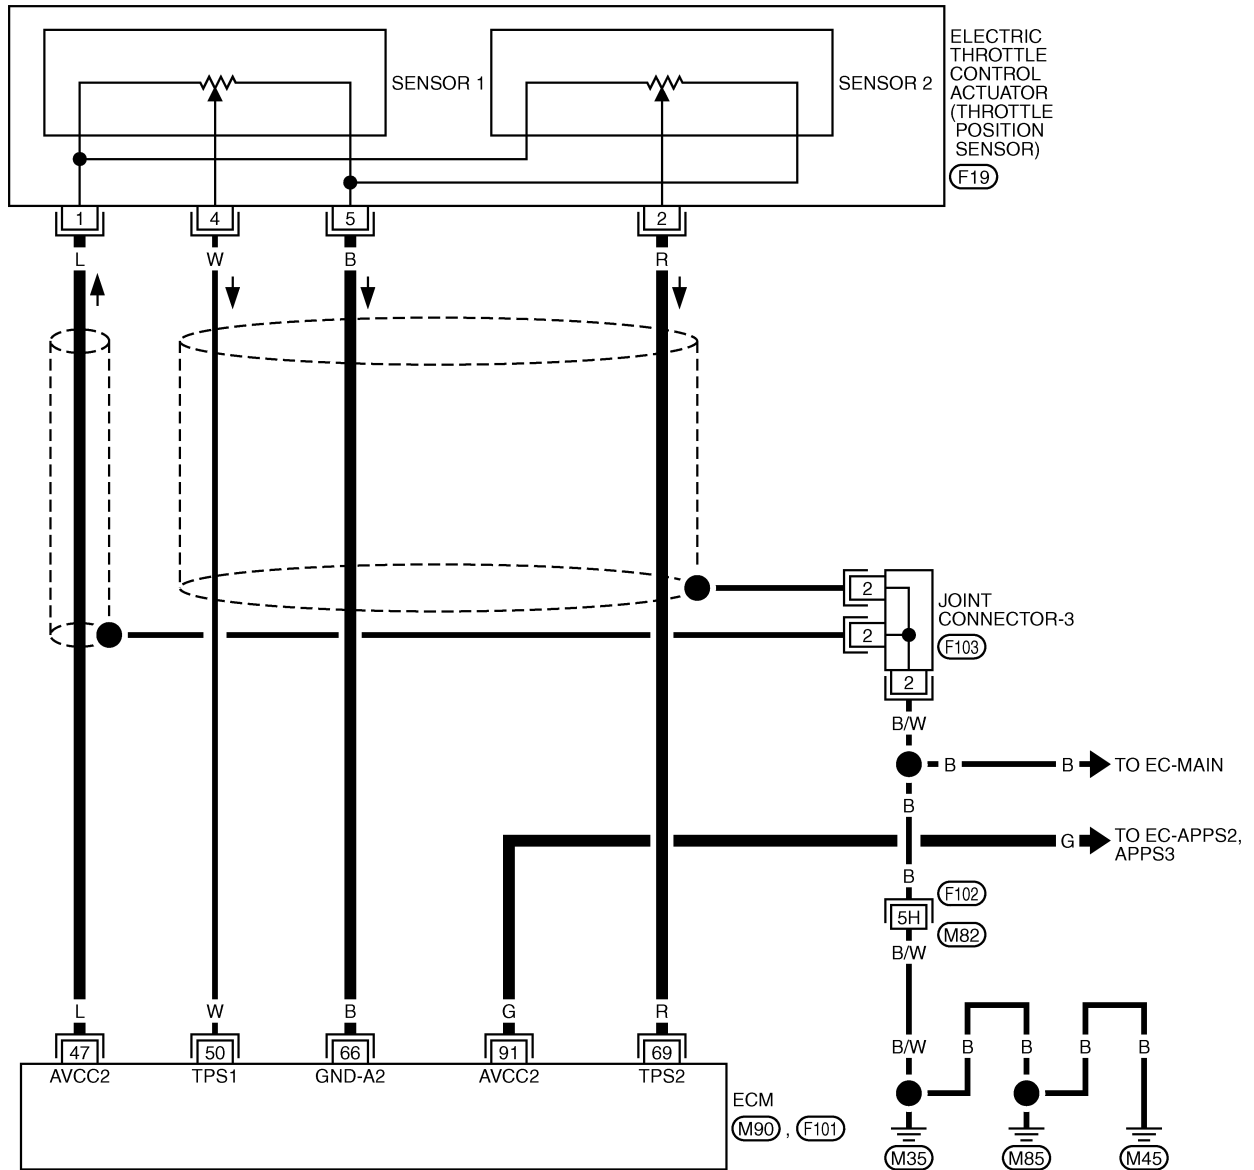 ELECTRIC
THROTTLE
CONTROL
ACTUATOR
(THROTTLE
POSITION
SENSOR)
F19
SENSOR 1
SENSOR 2
1
4
5
2
L
W
B
R
2
2
JOINT
CONNECTOR-3
F103
2
B/W
B
B
TO EC-MAIN
B
G
TO EC-APPS2,
APPS3
B
F102
5H
M82
B/W
L
W
B
G
R
B/W
B
B
B
B
47
50
66
91
69
AVCC2
TPS1
GND-A2
AVCC2
TPS2
ECM
M90 , F101
M35
M85
M45